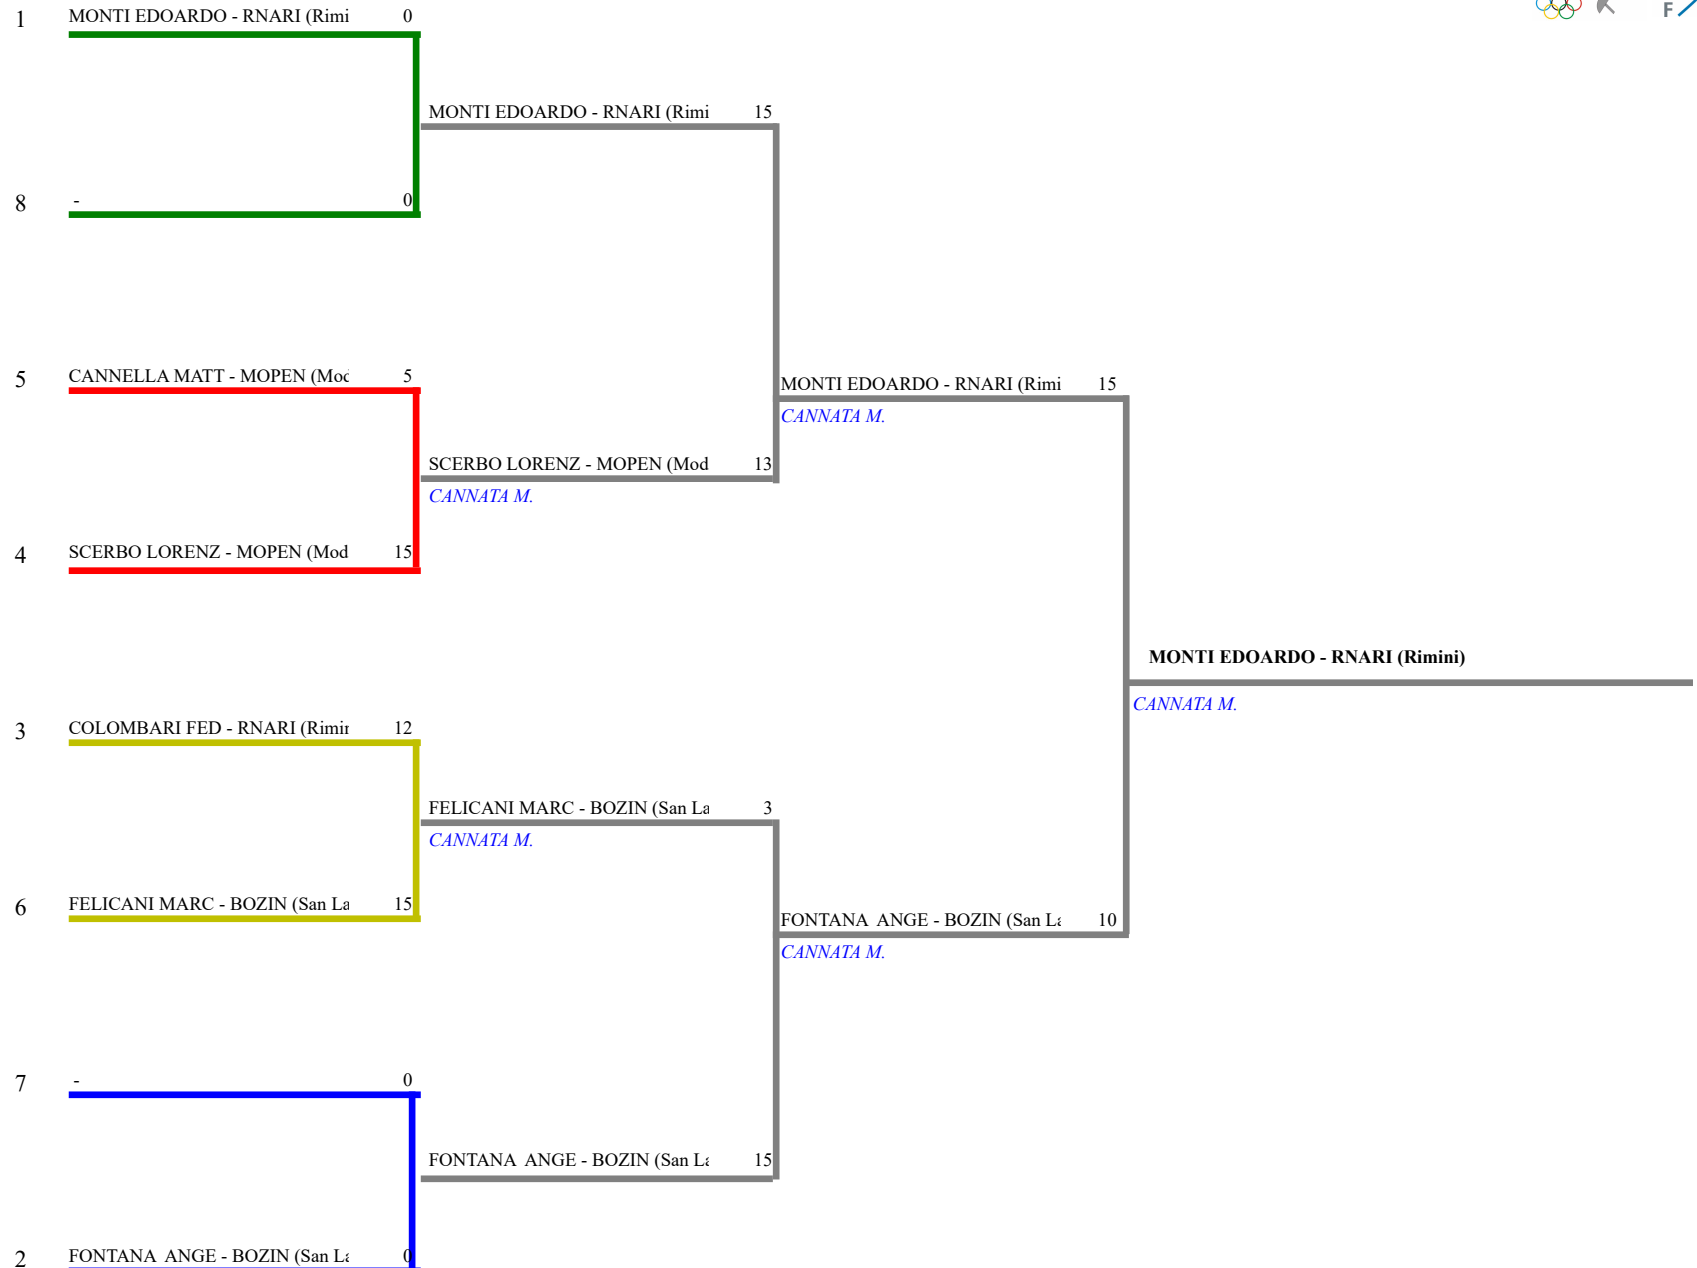 1 MONTI EDOARDO - RNARI (Rimi 0
F
MONTI EDOARDO - RNARI (Rimi 15
8 - 0
5 CANNELLA MATT - MOPEN (Mod 5
MONTI EDOARDO - RNARI (Rimi 15
CANNATA M.
SCERBO LORENZ - MOPEN (Mod 13
CANNATA M.
4 SCERBO LORENZ - MOPEN (Mod 15
MONTI EDOARDO - RNARI (Rimini)
CANNATA M.
3 COLOMBARI FED - RNARI (Rimin 12
FELICANI MARC - BOZIN (San La 3
CANNATA M.
6 FELICANI MARC - BOZIN (San La 15
FONTANA ANGE - BOZIN (San La 10
CANNATA M.
7 - 0
FONTANA ANGE - BOZIN (San La 15
2 FONTANA ANGE - BOZIN (San La 0